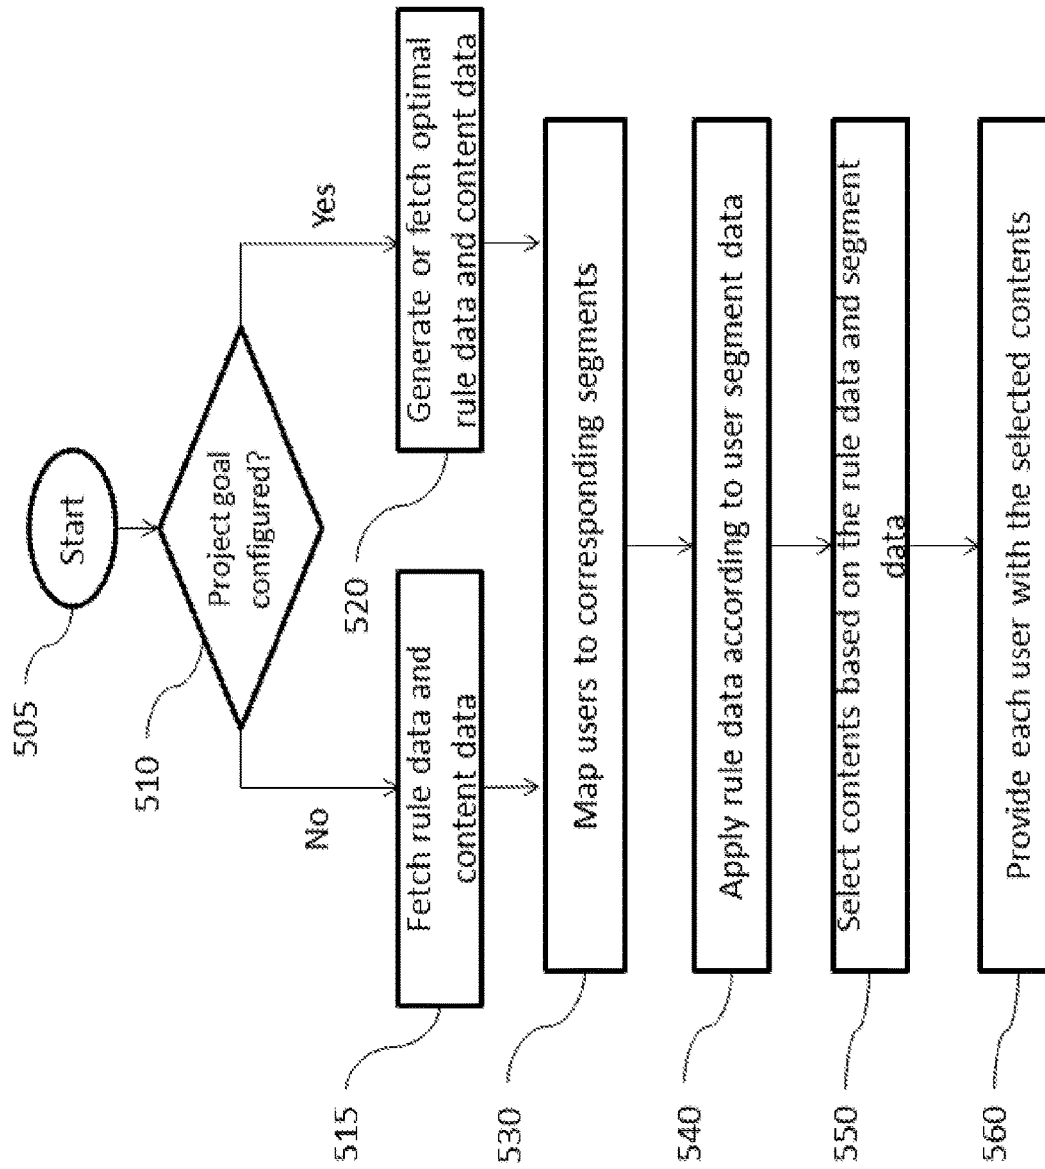 505
Start
510
Project goal
configured?
No
Yes
515
Fetch rule data and
content data
520
Generate or fetch optimal
rule data and content data
530
Map users to corresponding segments
540
Apply rule data according to user segment data
550
Select contents based on the rule data and segment
data
560
Provide each user with the selected contents